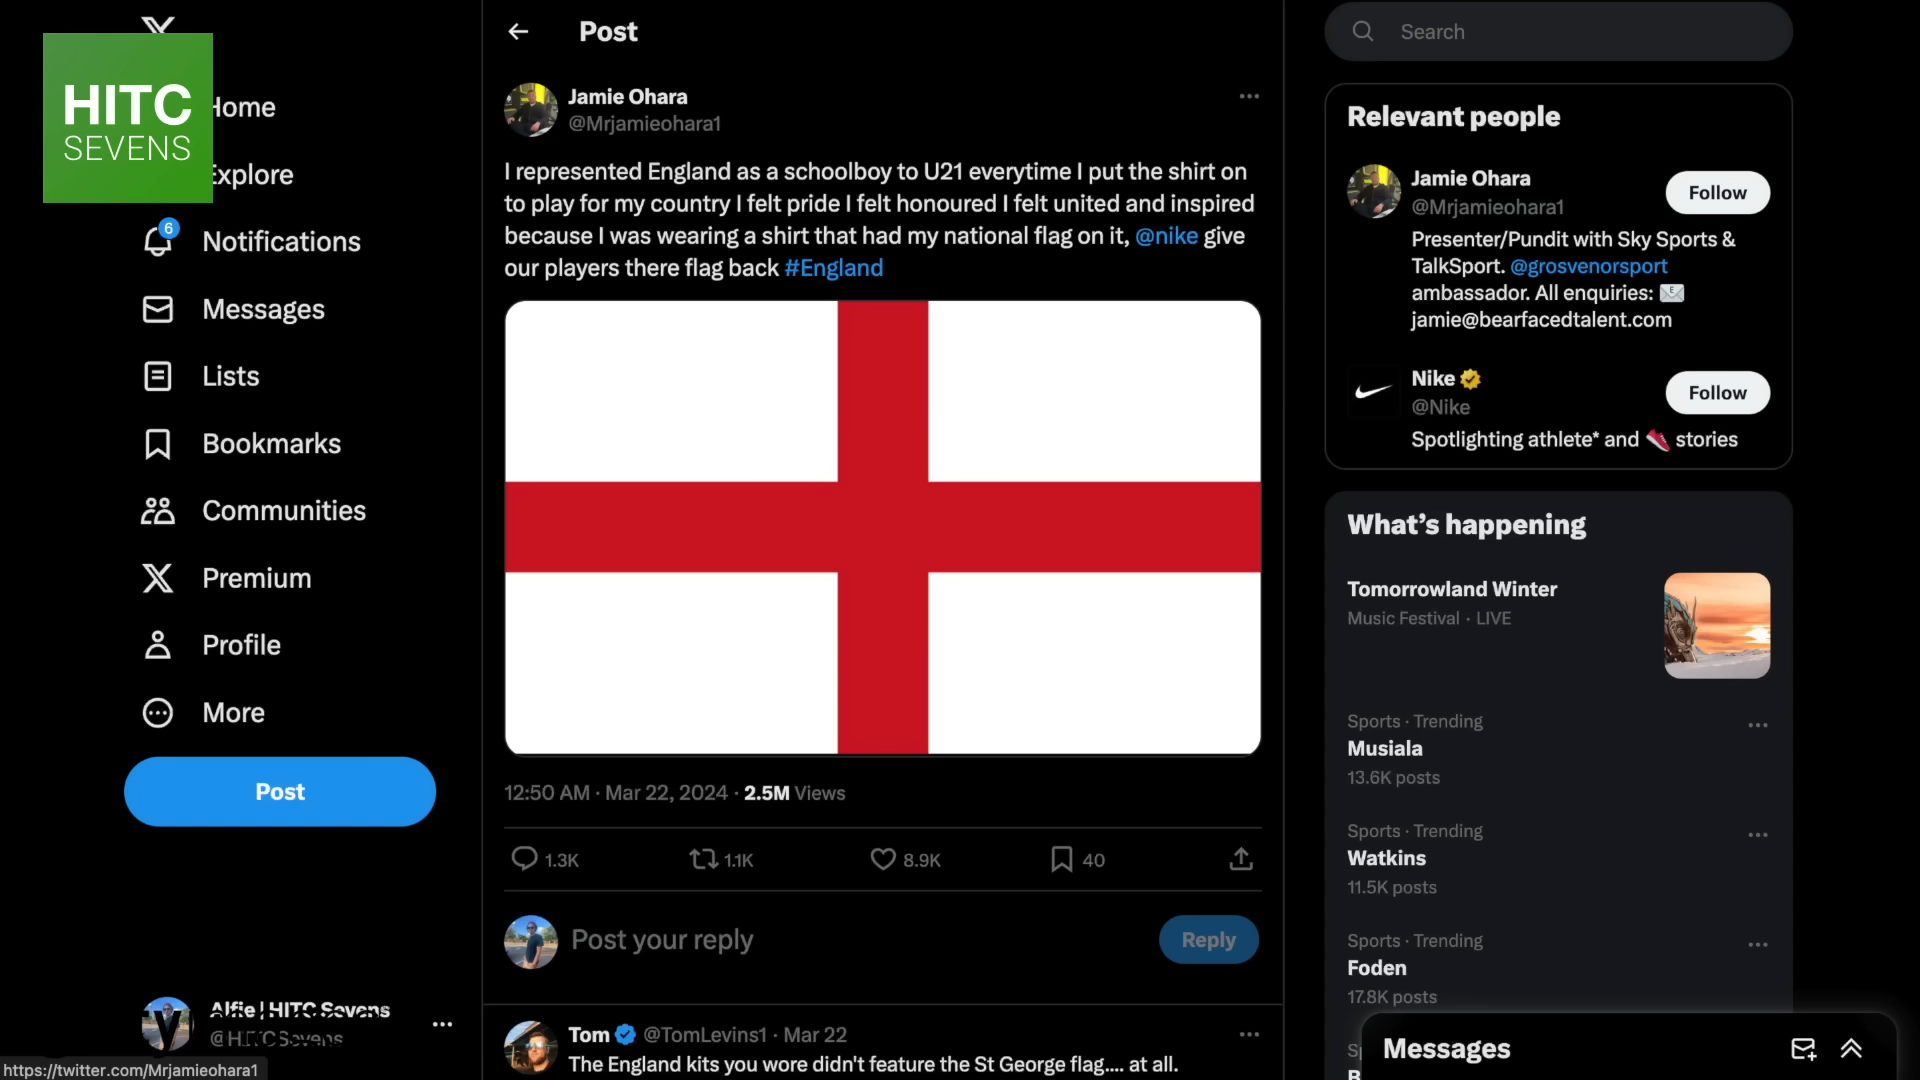 HITC
SEVENS
Home
Explore
6
Notifications
Messages
Lists
Bookmarks
Communities
Premium
Profile
More
Post
Alfie | HITC Sevens
@HITCSevens
https://twitter.com/Mrjamieohara1
Post
Jamie Ohara
@Mrjamieohara1
I represented England as a schoolboy to U21 everytime I put the shirt on
to play for my country I felt pride I felt honoured I felt united and inspired
because I was wearing a shirt that had my national flag on it, @nike give
our players there flag back #England
12:50 AM · Mar 22, 2024 · 2.5M Views
1.3K 1.1K 8.9K 40
Post your reply
Reply
Tom @TomLevins1 · Mar 22
The England kits you wore didn't feature the St George flag.... at all.
Search
Relevant people
Jamie Ohara
@Mrjamieohara1
Follow
Presenter/Pundit with Sky Sports &
TalkSport. @grosvenorsport
ambassador. All enquiries:
jamie@bearfacedtalent.com
Nike
@Nike
Follow
Spotlighting athlete* and stories
What's happening
Tomorrowland Winter
Music Festival · LIVE
Sports · Trending
Musiala
13.6K posts
Sports · Trending
Watkins
11.5K posts
Sports · Trending
Foden
17.8K posts
Messages